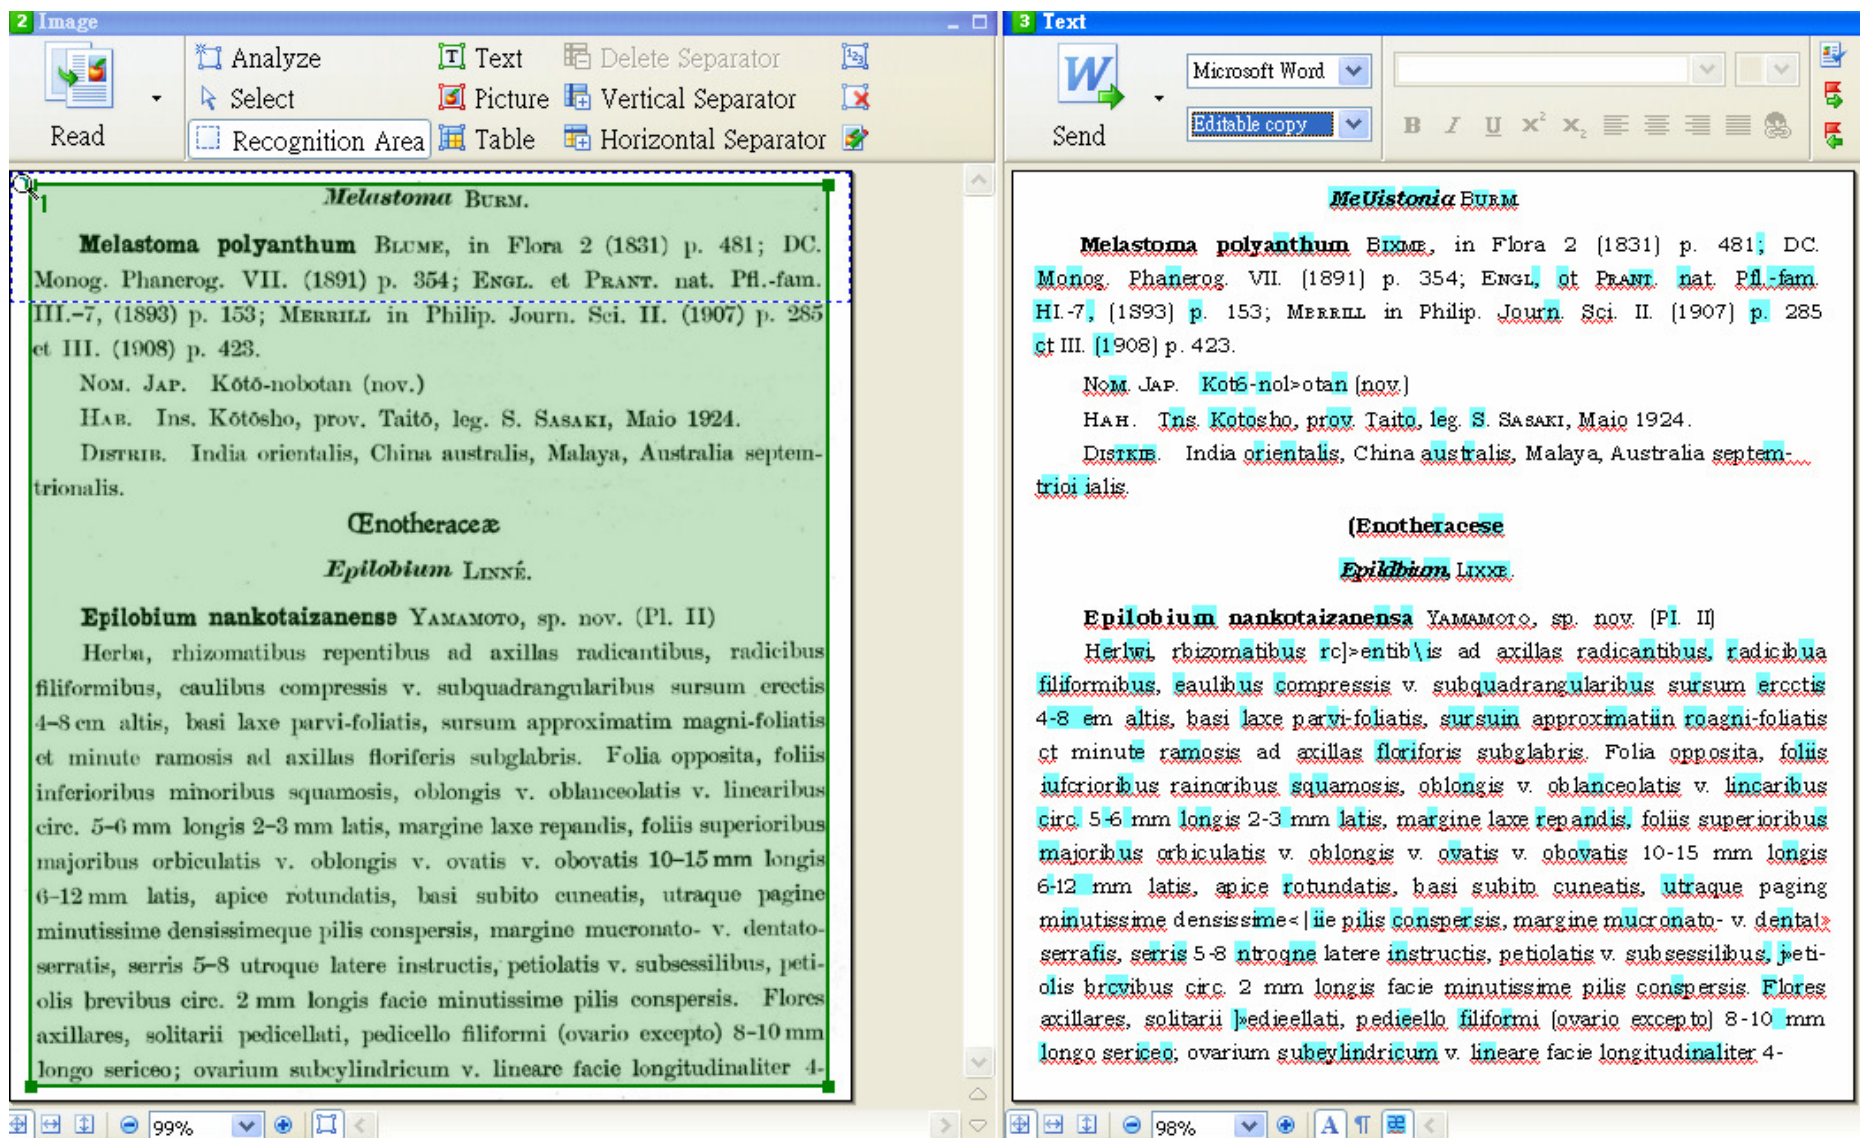 2 Image
Read
Analyze
Select
Recognition Area
Text
Picture
Table
Delete Separator
Vertical Separator
Horizontal Separator
Melastoma BURM.
Melastoma polyanthum BLUME, in Flora 2 (1831) p. 481; DC.
Monog. Phanerog. VII. (1891) p. 354; ENGL. et PRANT. nat. Pfl.-fam.
III.–7, (1893) p. 153; MERRILL in Philip. Journ. Sci. II. (1907) p. 285
et III. (1908) p. 423.
NOM. JAP. Kōtō-nobotan (nov.)
HAB. Ins. Kōtōsho, prov. Taitō, leg. S. SASAKI, Maio 1924.
DISTRIB. India orientalis, China australis, Malaya, Australia septem-
trionalis.
Œnotheraceæ
Epilobium LINNÉ.
Epilobium nankotaizanense YAMAMOTO, sp. nov. (Pl. II)
Herba, rhizomatibus repentibus ad axillas radicantibus, radicibus
filiformibus, caulibus compressis v. subquadrangularibus sursum erectis
4–8 cm altis, basi laxe parvi-foliatis, sursum approximatim magni-foliatis
et minute ramosis ad axillas floriferis subglabris. Folia opposita, foliis
inferioribus minoribus squamosis, oblongis v. oblanceolatis v. linearibus
circ. 5–6 mm longis 2–3 mm latis, margine laxe repandis, foliis superioribus
majoribus orbiculatis v. oblongis v. ovatis v. obovatis 10–15 mm longis
6–12 mm latis, apice rotundatis, basi subito cuneatis, utraque pagine
minutissime densissimeque pilis conspersis, margine mucronato- v. dentato-
serratis, serris 5–8 utroque latere instructis, petiolatis v. subsessilibus, peti-
olis brevibus circ. 2 mm longis facie minutissime pilis conspersis. Flores
axillares, solitarii pedicellati, pedicello filiformi (ovario excepto) 8–10 mm
longo sericeo; ovarium subcylindricum v. lineare facie longitudinaliter 4-
99%
3 Text
Send
Microsoft Word
Editable copy
B I U x² x₂
MeUistonia BURM
Melastoma polyanthum BIXME, in Flora 2 (1831) p. 481; DC.
Monog. Phanerog. VII. (1891) p. 354; ENGL, ot PRANT. nat. Pfl.-fam.
HI.-7, (1S93) p. 153; MERRILL in Philip. Journ. Sci. II. (1907) p. 285
ct III. (1908) p. 423.
NOM. JAP. Kot6-nol>otan (nov.)
HAH. Tns. Kotosho, prov. Taito, leg. S. SASAKI, Maio 1924.
DISTKIB. India orientalis, China australis, Malaya, Australia septem-
trioi ialis.
(Enotheracese
Epildbium, LIXXE.
Epilobium nankotaizanensa YAMAMOTO, sp. nov. (PI. II)
Herlwi, rbizomatibus rc]>entib\is ad axillas radicantibus, radicibua
filiformibus, eaulibus compressis v. subquadrangularibus sursum ercctis
4-8 em altis, basi laxe parvi-foliatis, sursuin approximatiin roagni-foliatis
ct minute ramosis ad axillas floriforis subglabris. Folia opposita, foliis
iufcrioribus rainoribus squamosis, oblongis v. oblanceolatis v. lincaribus
circ. 5-6 mm longis 2-3 mm latis, margine laxe repandis, foliis superioribus
majoribus orbiculatis v. oblongis v. ovatis v. obovatis 10-15 mm longis
6-12 mm latis, apice rotundatis, basi subito cuneatis, utraque paging
minutissime densissime<|iie pilis conspersis, margine mucronato- v. dental»
serrafis, serris 5-8 ntrogne latere instructis, petiolatis v. subsessilibus, j»eti-
olis brcvibus circ. 2 mm longis facie minutissime pilis conspersis. Flores
axillares, solitarii ]»edieellati, pedieello filiformi (ovario excepto) 8-10 mm
longo sericeo; ovarium subeylindricum v. lineare facie longitudinaliter 4-
98%